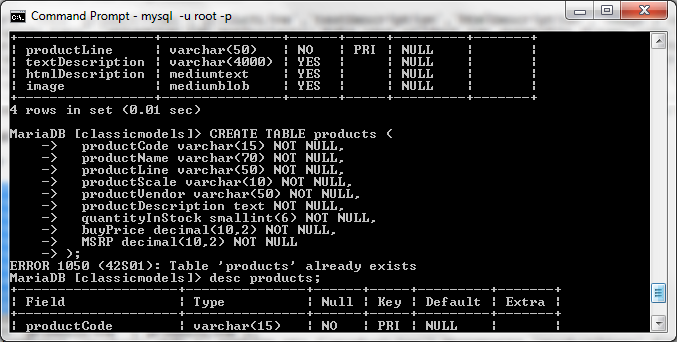 Command Prompt - mysql -u root -p
| productLine | varchar(50) | NO | PRI | NULL | |
| textDescription | varchar(4000) | YES | | NULL | |
| htmlDescription | mediumtext | YES | | NULL | |
| image | mediumblob | YES | | NULL | |
4 rows in set (0.01 sec)
MariaDB [classicmodels]> CREATE TABLE products (
-> productCode varchar(15) NOT NULL,
-> productName varchar(70) NOT NULL,
-> productLine varchar(50) NOT NULL,
-> productScale varchar(10) NOT NULL,
-> productVendor varchar(50) NOT NULL,
-> productDescription text NOT NULL,
-> quantityInStock smallint(6) NOT NULL,
-> buyPrice decimal(10,2) NOT NULL,
-> MSRP decimal(10,2) NOT NULL
-> );
ERROR 1050 (42S01): Table 'products' already exists
MariaDB [classicmodels]> desc products;
| Field | Type | Null | Key | Default | Extra |
| productCode | varchar(15) | NO | PRI | NULL | |